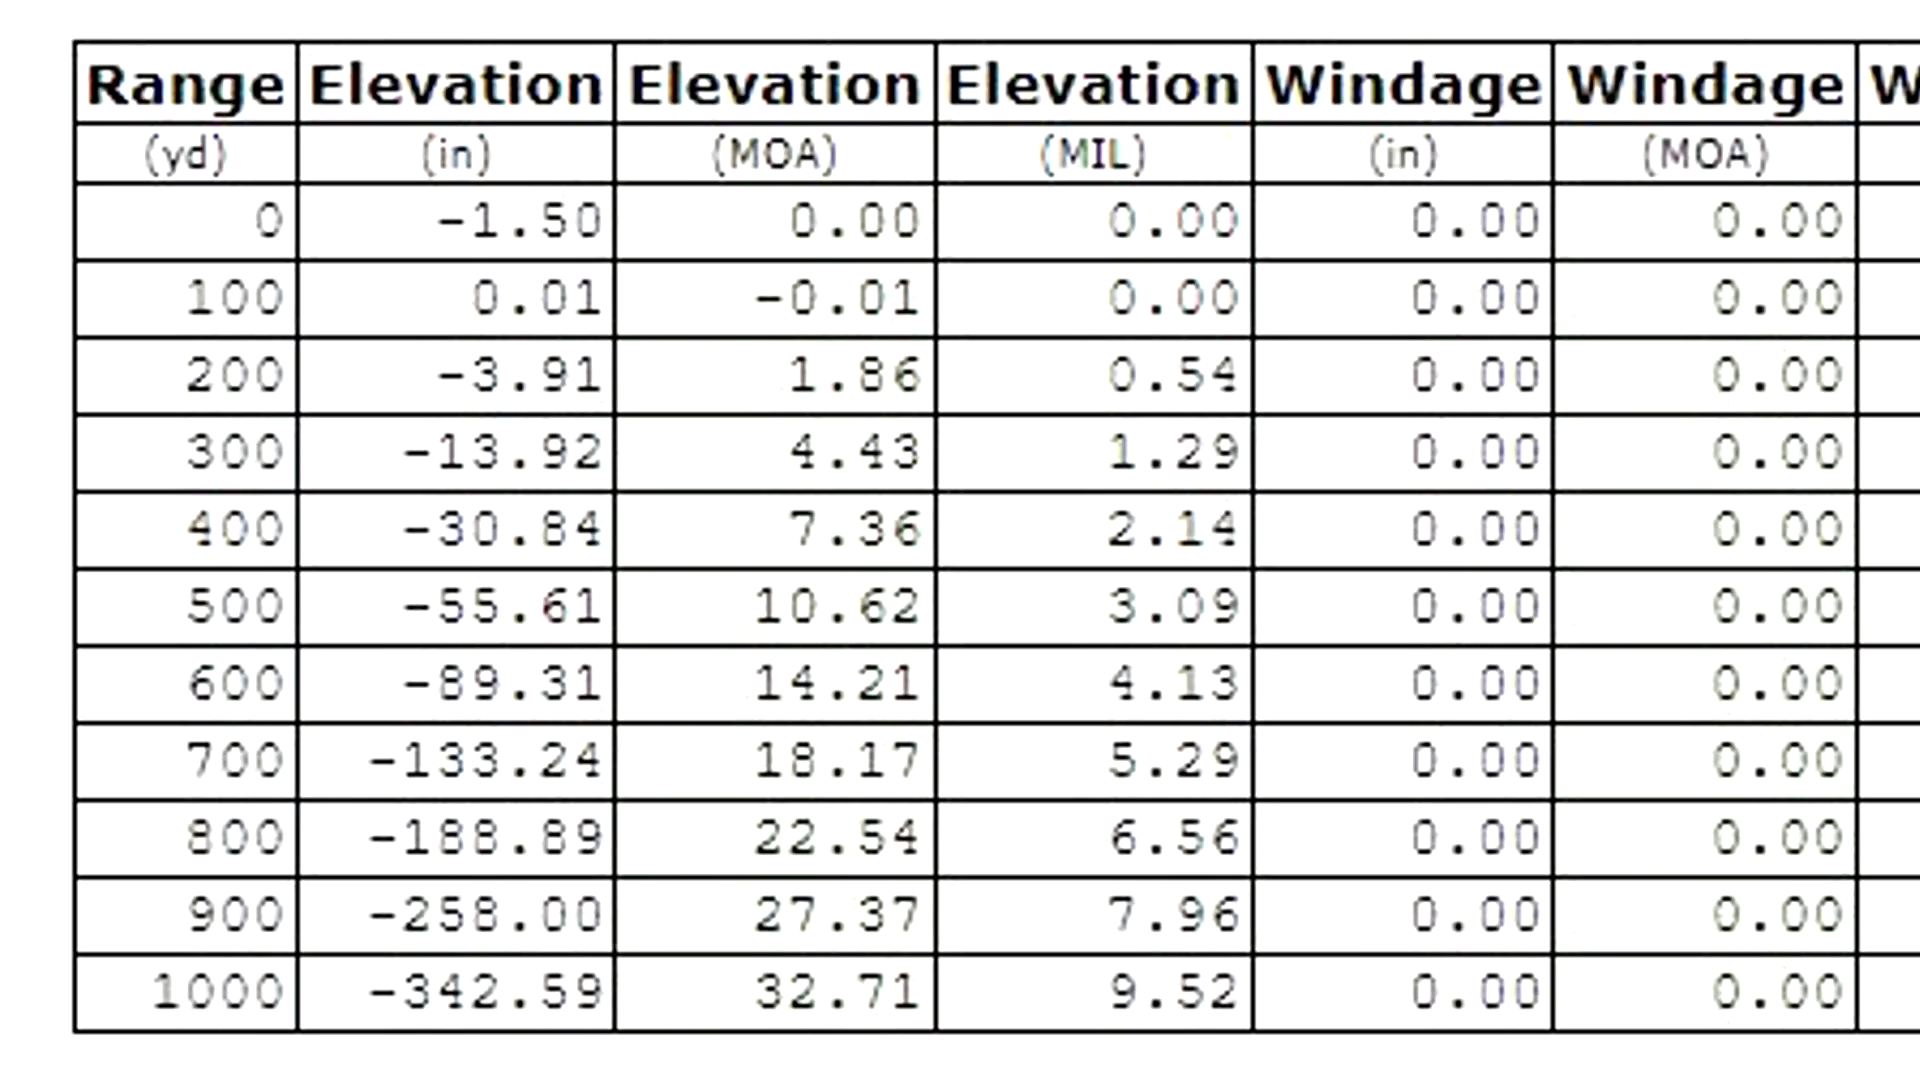 Range Elevation Elevation Elevation Windage Windage W
(yd) (in) (MOA) (MIL) (in) (MOA)
0 -1.50 0.00 0.00 0.00 0.00
100 0.01 -0.01 0.00 0.00 0.00
200 -3.91 1.86 0.54 0.00 0.00
300 -13.92 4.43 1.29 0.00 0.00
400 -30.84 7.36 2.14 0.00 0.00
500 -55.61 10.62 3.09 0.00 0.00
600 -89.31 14.21 4.13 0.00 0.00
700 -133.24 18.17 5.29 0.00 0.00
800 -188.89 22.54 6.56 0.00 0.00
900 -258.00 27.37 7.96 0.00 0.00
1000 -342.59 32.71 9.52 0.00 0.00